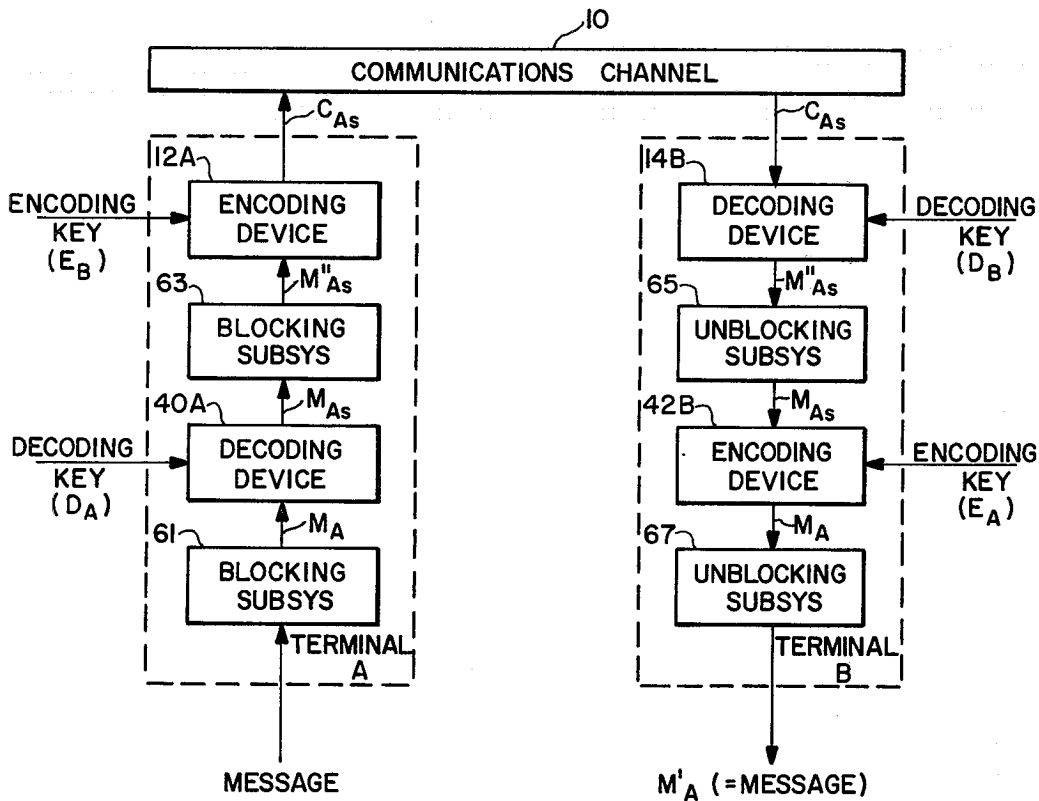 10
COMMUNICATIONS CHANNEL
C_As
C_As
12A
ENCODING
DEVICE
ENCODING
KEY
(E_B)
M"_As
63
BLOCKING
SUBSYS
M_As
40A
DECODING
DEVICE
DECODING
KEY
(D_A)
M_A
61
BLOCKING
SUBSYS
TERMINAL
A
MESSAGE
14B
DECODING
DEVICE
DECODING
KEY
(D_B)
M"_As
65
UNBLOCKING
SUBSYS
M_As
42B
ENCODING
DEVICE
ENCODING
KEY
(E_A)
M_A
67
UNBLOCKING
SUBSYS
TERMINAL
B
M'_A (=MESSAGE)